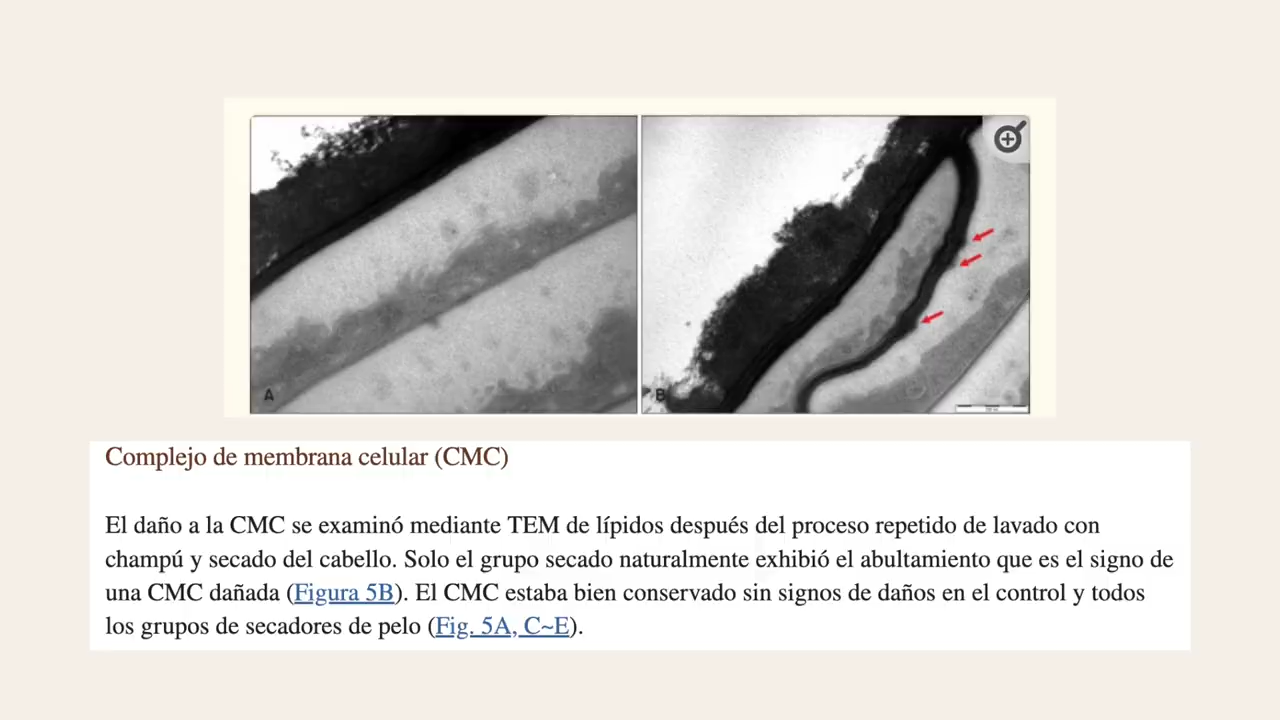 A
B
Complejo de membrana celular (CMC)
El daño a la CMC se examinó mediante TEM de lípidos después del proceso repetido de lavado con
champú y secado del cabello. Solo el grupo secado naturalmente exhibió el abultamiento que es el signo de
una CMC dañada (Figura 5B). El CMC estaba bien conservado sin signos de daños en el control y todos
los grupos de secadores de pelo (Fig. 5A, C~E).